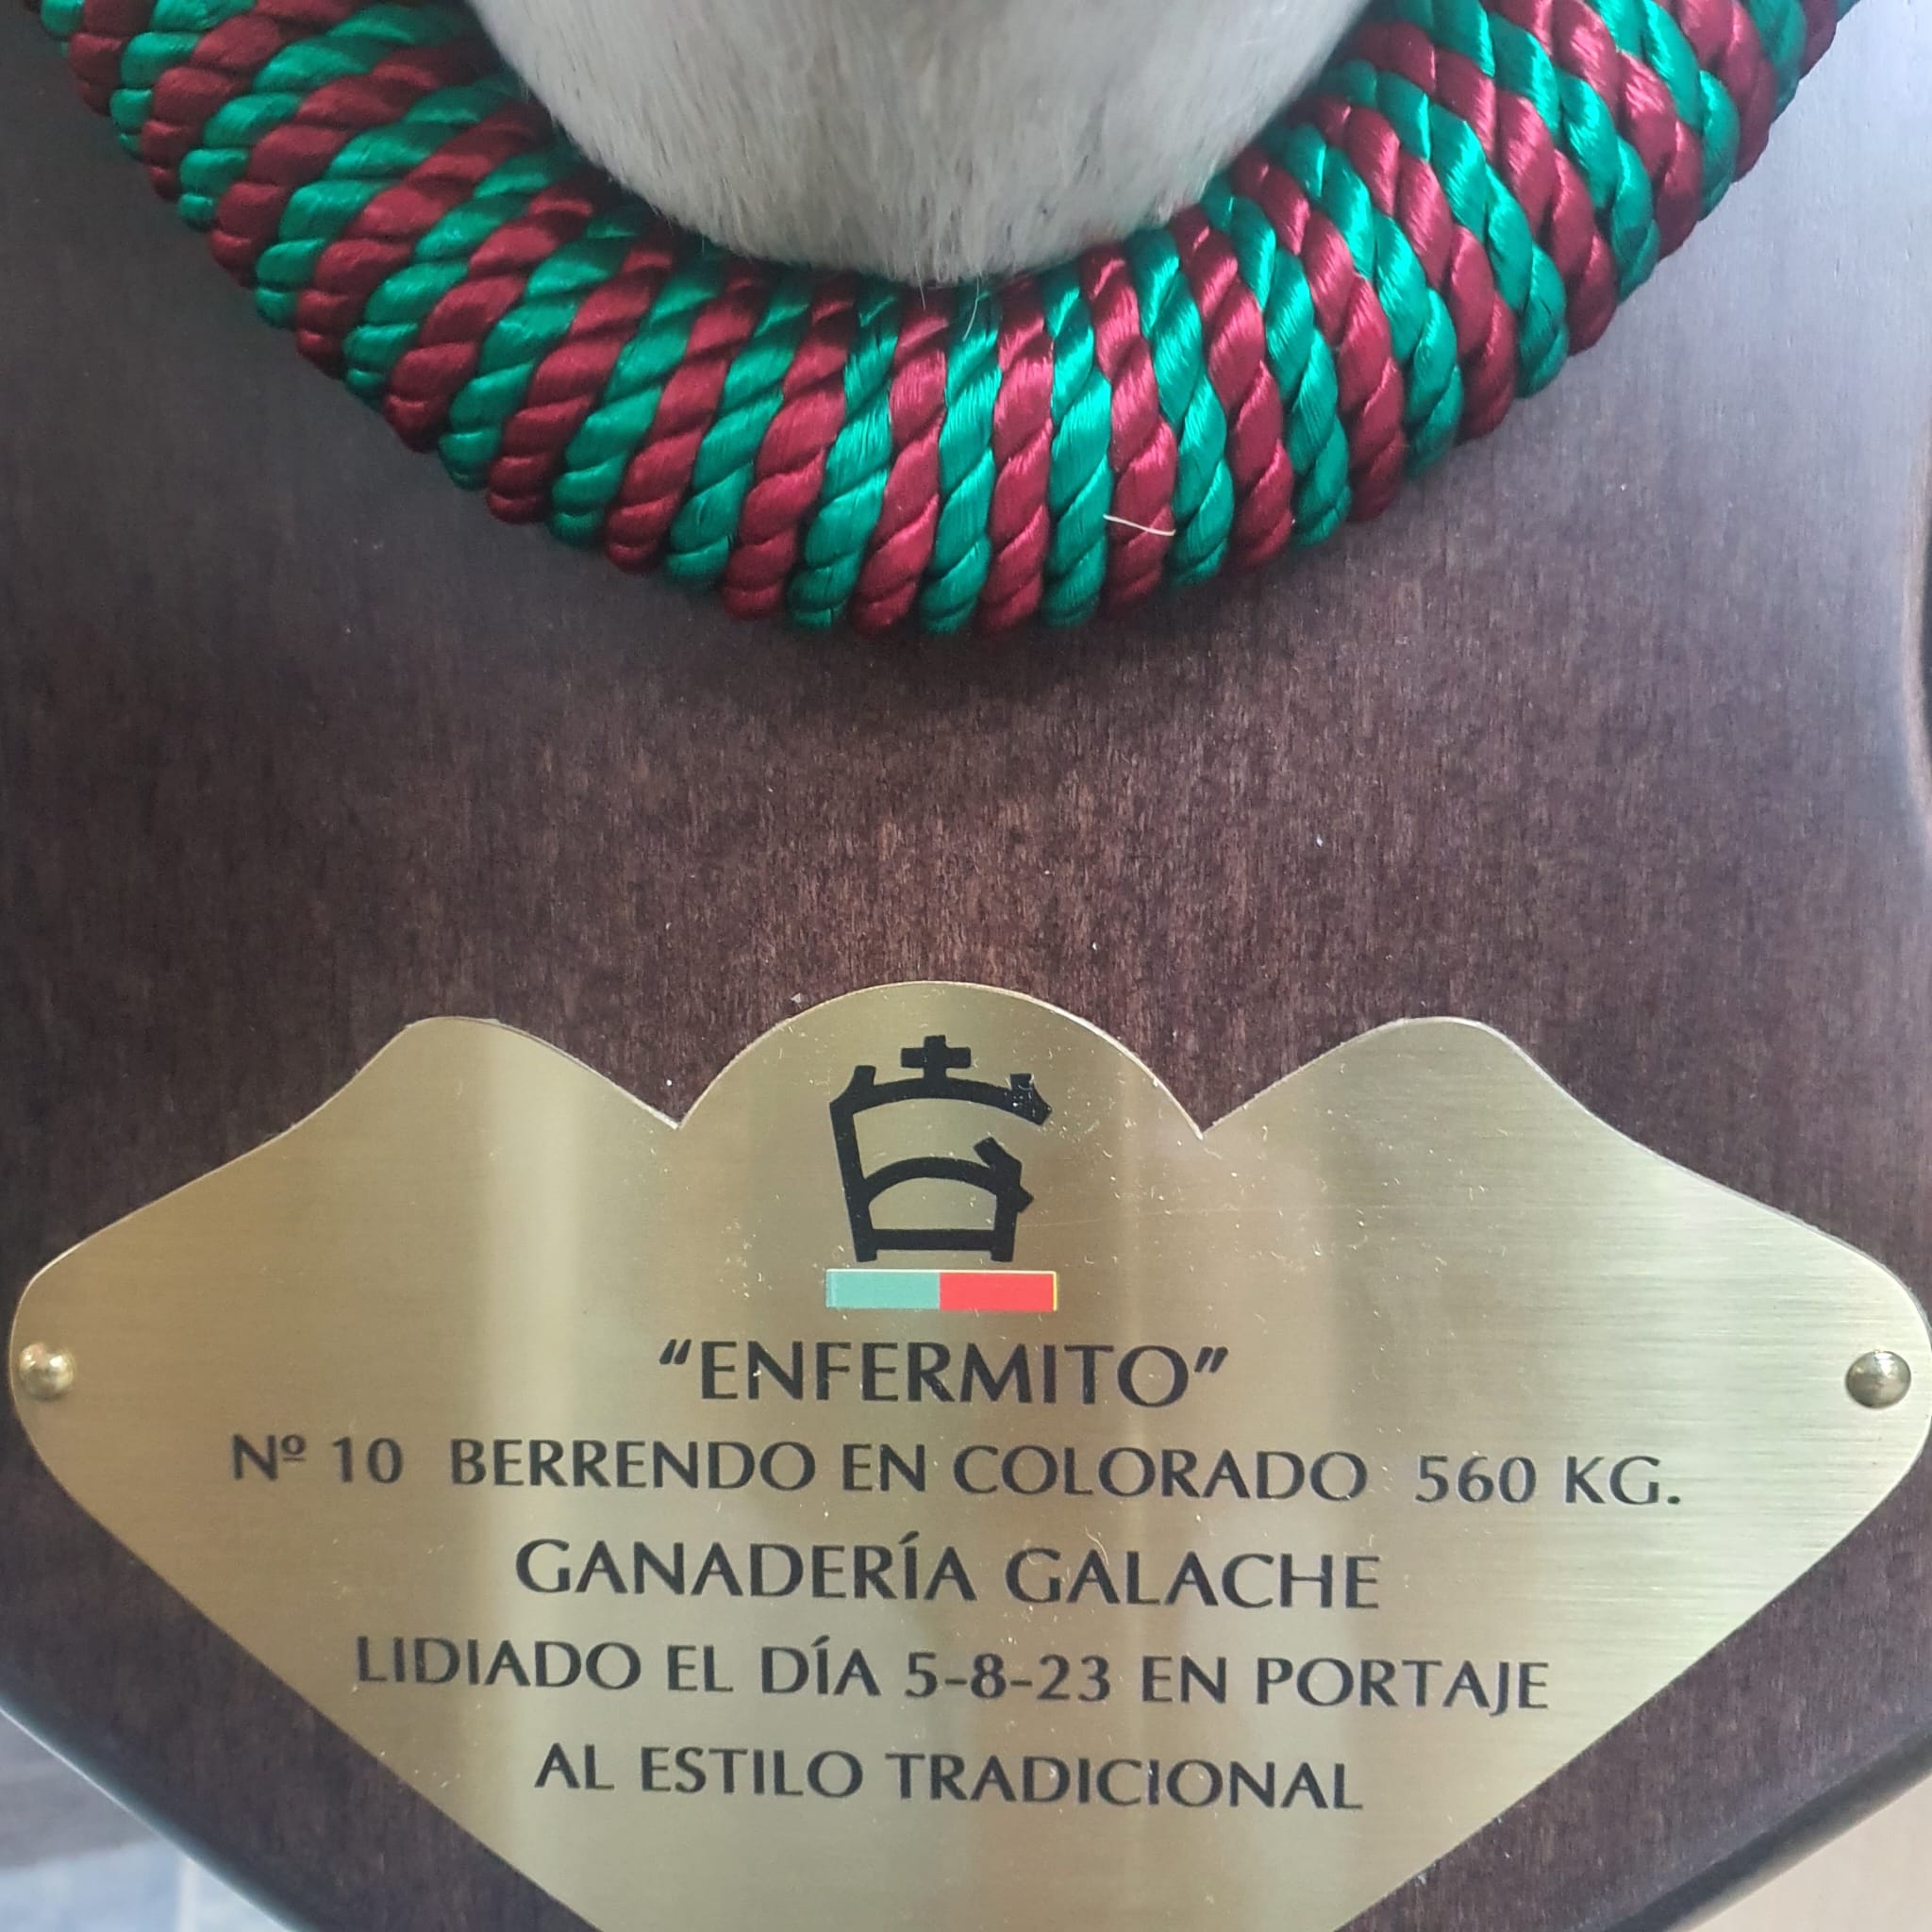 “ENFERMITO”
Nº 10 BERRENDO EN COLORADO 560 KG.
GANADERÍA GALACHE
LIDIADO EL DÍA 5-8-23 EN PORTAJE
AL ESTILO TRADICIONAL